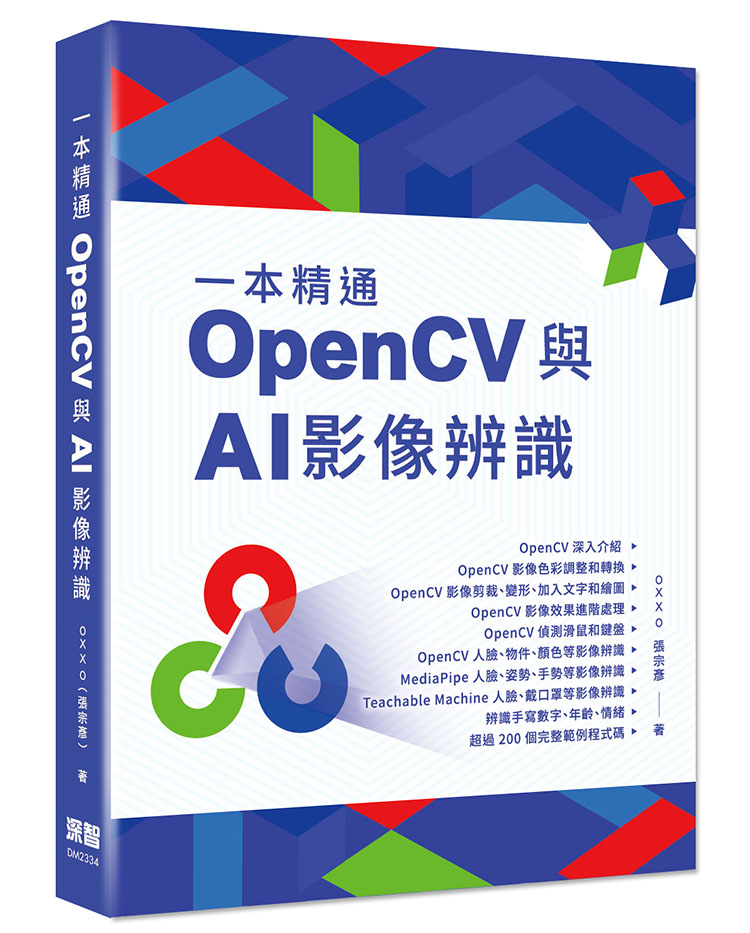 一本精通 OpenCV 與 AI 影像辨識
OXXO(張宗彥) 著
深智
DM2334
一本精通
OpenCV 與
AI 影像辨識
OpenCV 深入介紹 ▶
OpenCV 影像色彩調整和轉換 ▶
OpenCV 影像剪裁、變形、加入文字和繪圖 ▶
OpenCV 影像效果進階處理 ▶
OpenCV 偵測滑鼠和鍵盤 ▶
OpenCV 人臉、物件、顏色等影像辨識 ▶
MediaPipe 人臉、姿勢、手勢等影像辨識 ▶
Teachable Machine 人臉、戴口罩等影像辨識 ▶
辨識手寫數字、年齡、情緒 ▶
超過 200 個完整範例程式碼 ▶
OXXO 張宗彥 — 著